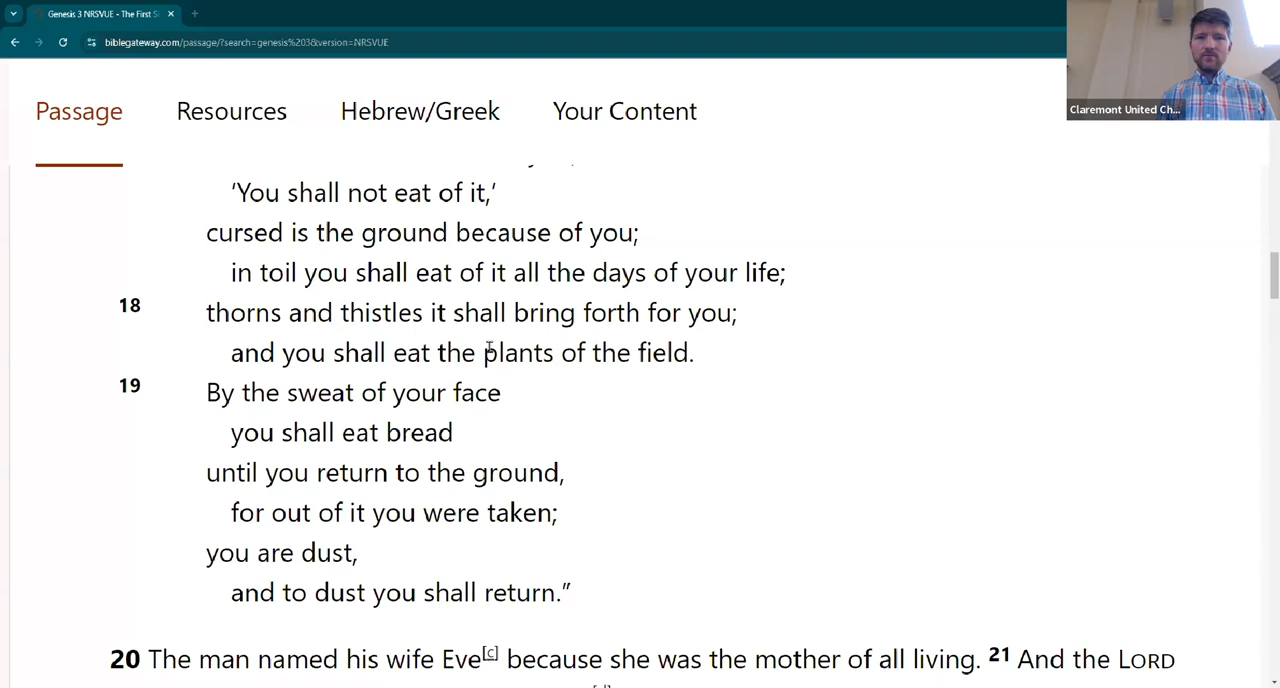 Genesis 3 NRSVUE - The First S
biblegateway.com/passage/?search=genesis%203&version=NRSVUE
Claremont United Ch...
Passage Resources Hebrew/Greek Your Content
'You shall not eat of it,'
cursed is the ground because of you;
in toil you shall eat of it all the days of your life;
18 thorns and thistles it shall bring forth for you;
and you shall eat the plants of the field.
19 By the sweat of your face
you shall eat bread
until you return to the ground,
for out of it you were taken;
you are dust,
and to dust you shall return.”
20 The man named his wife Eve[c] because she was the mother of all living. 21 And the LORD